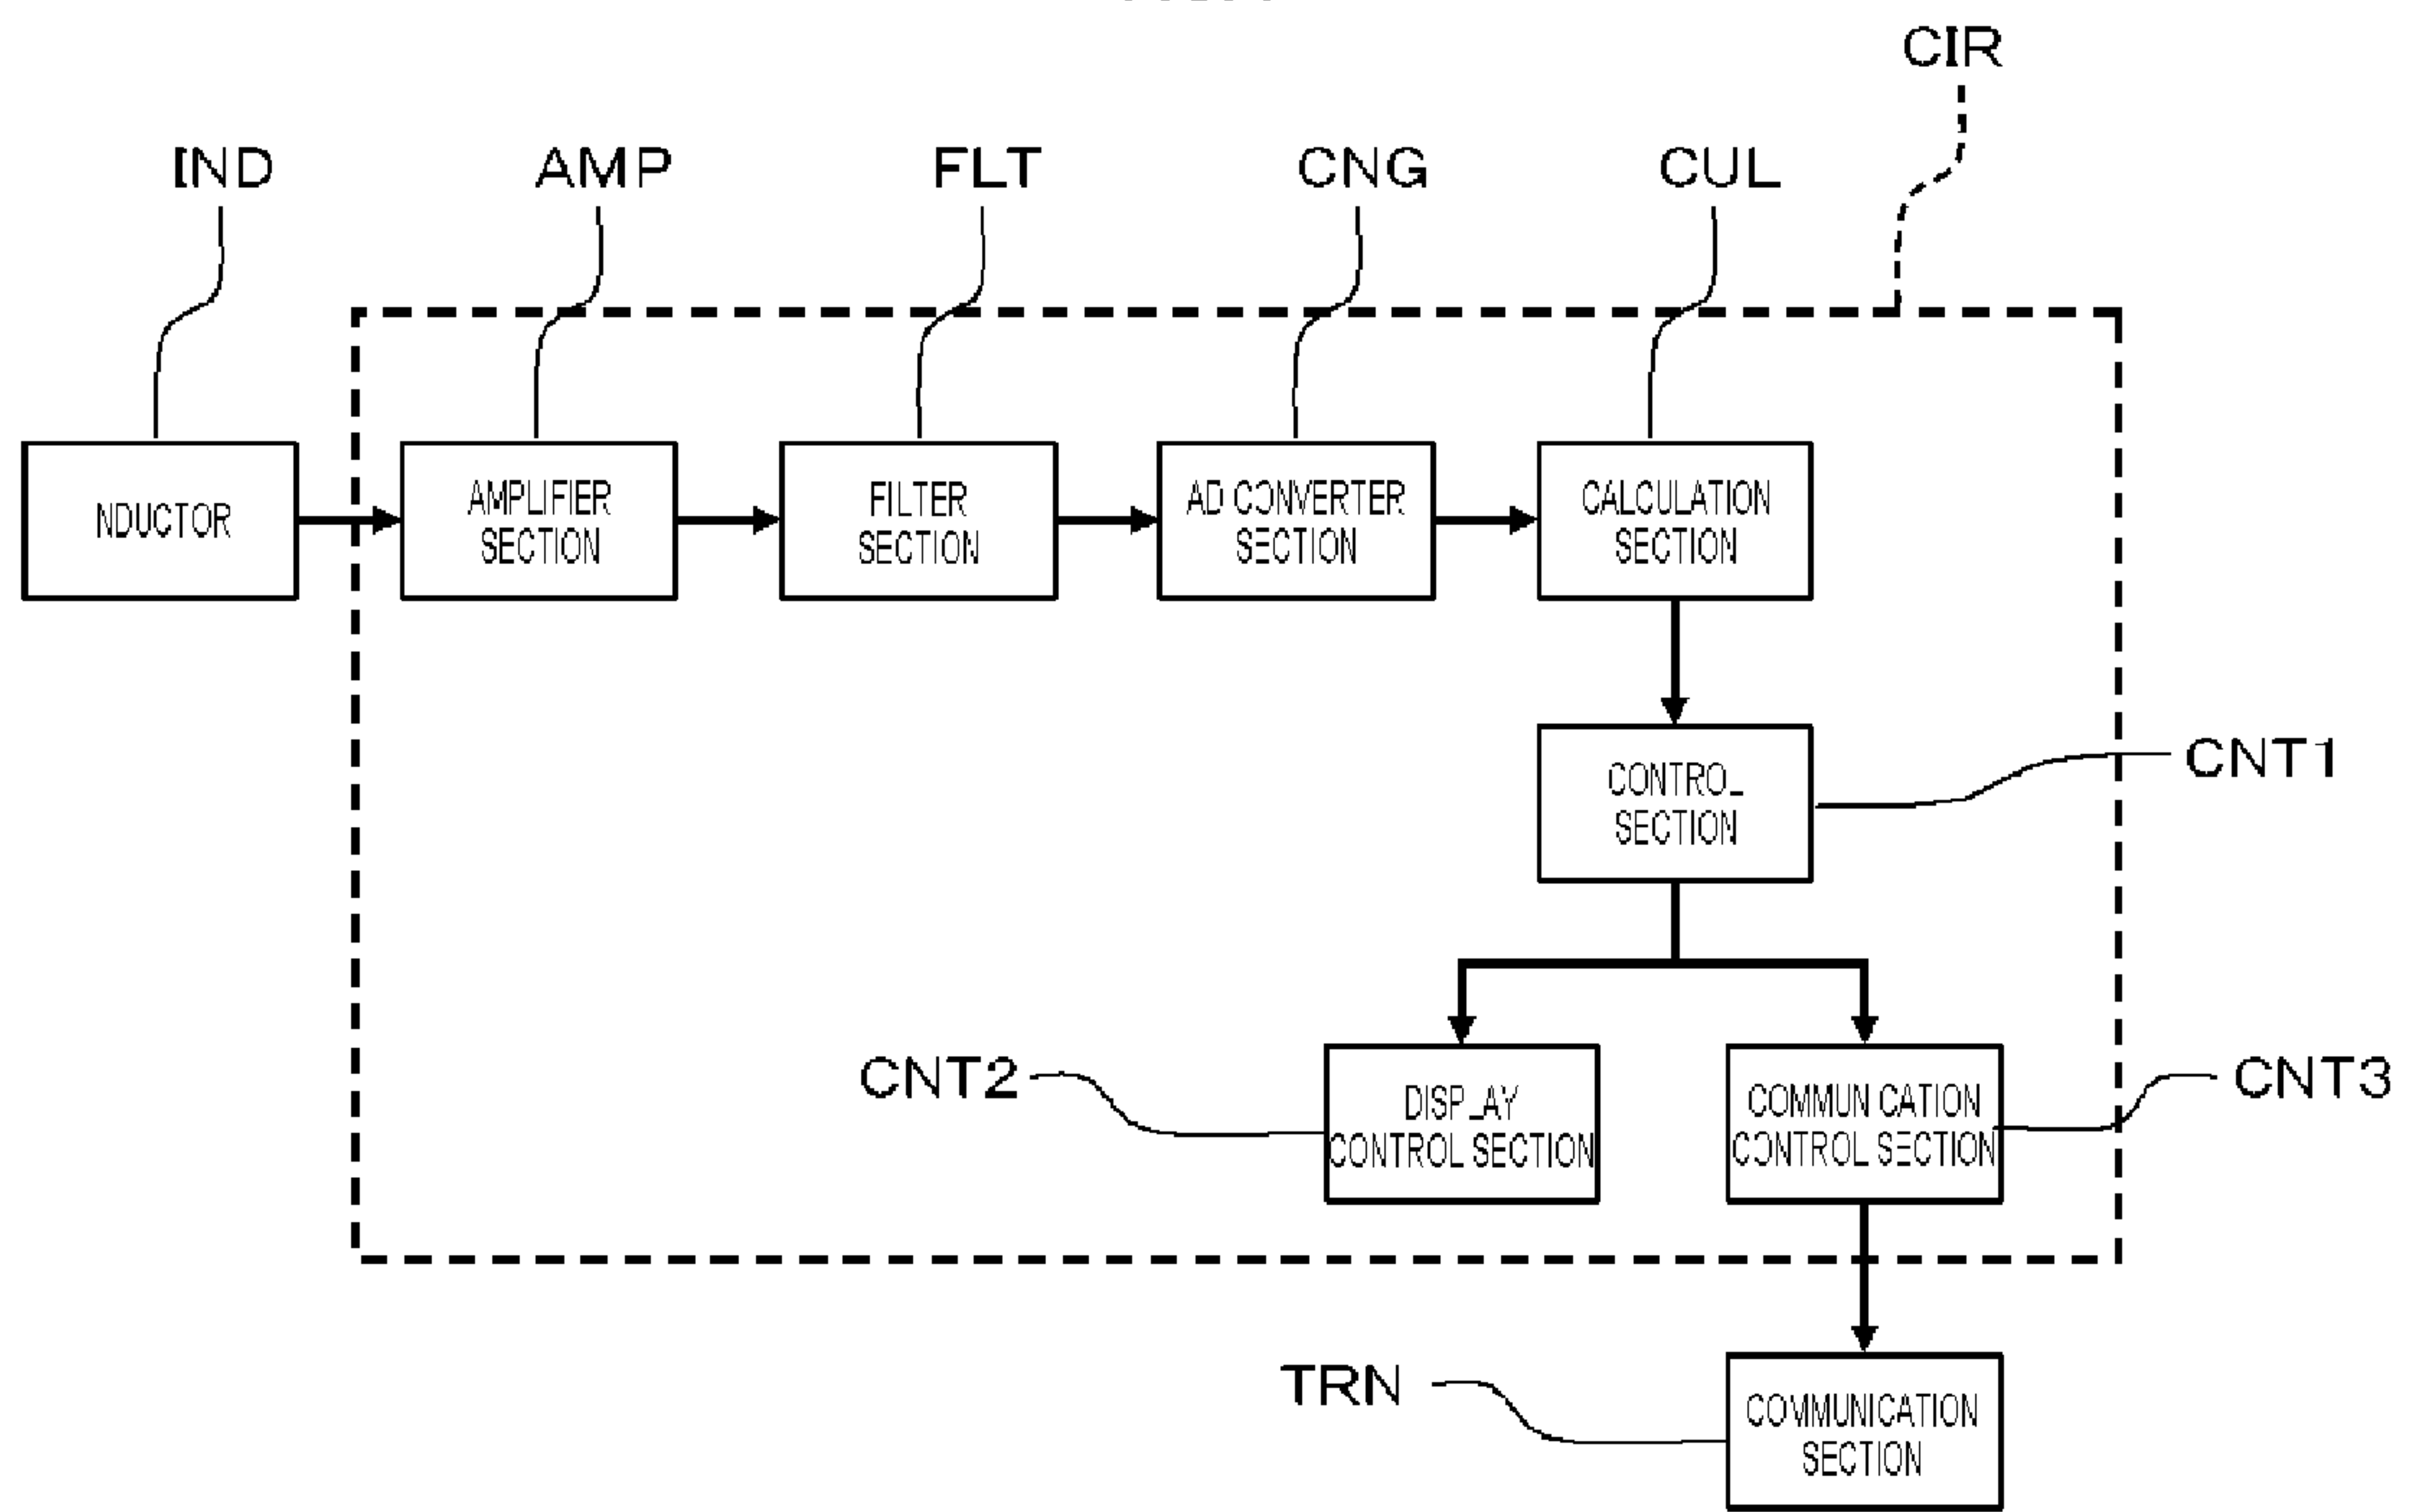 CIR
IND
AMP
FLT
CNG
CUL
NDUCTOR
AMPLIFIER
SECTION
FILTER
SECTION
AD CONVERTER
SECTION
CALCULATION
SECTION
CONTROL
SECTION
CNT1
CNT2
DISPLAY
CONTROL SECTION
COMMUNICATION
CONTROL SECTION
CNT3
TRN
COMMUNICATION
SECTION